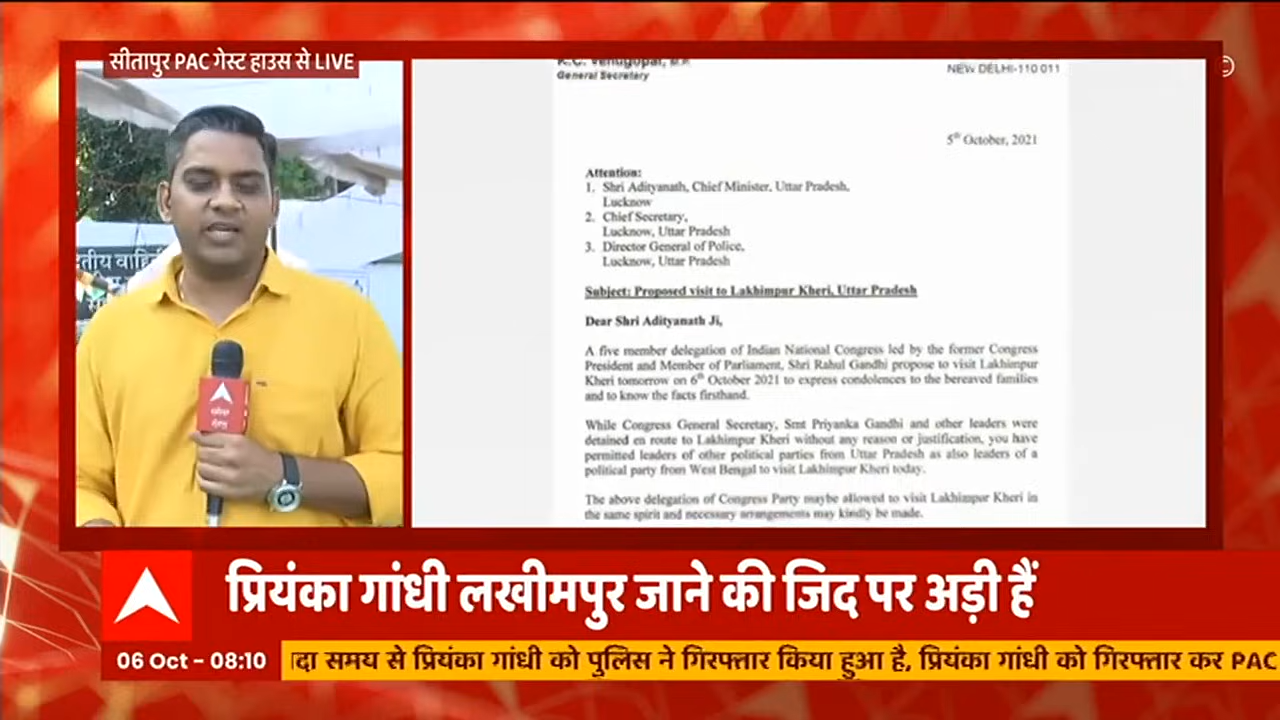 सीतापुर PAC गेस्ट हाउस से LIVE
K.C. Venugopal, M.P.
General Secretary
NEW DELHI-110 011
5th October, 2021
Attention:
1. Shri Adityanath, Chief Minister, Uttar Pradesh,
Lucknow
2. Chief Secretary,
Lucknow, Uttar Pradesh
3. Director General of Police,
Lucknow, Uttar Pradesh
Subject: Proposed visit to Lakhimpur Kheri, Uttar Pradesh
Dear Shri Adityanath Ji,
A five member delegation of Indian National Congress led by the former Congress
President and Member of Parliament, Shri Rahul Gandhi propose to visit Lakhimpur
Kheri tomorrow on 6th October 2021 to express condolences to the bereaved families
and to know the facts firsthand.
While Congress General Secretary, Smt Priyanka Gandhi and other leaders were
detained en route to Lakhimpur Kheri without any reason or justification, you have
permitted leaders of other political parties from Uttar Pradesh as also leaders of a
political party from West Bengal to visit Lakhimpur Kheri today.
The above delegation of Congress Party maybe allowed to visit Lakhimpur Kheri in
the same spirit and necessary arrangements may kindly be made.
प्रियंका गांधी लखीमपुर जाने की जिद पर अड़ी हैं
06 Oct - 08:10
समय से प्रियंका गांधी को पुलिस ने गिरफ्तार किया हुआ है, प्रियंका गांधी को गिरफ्तार कर PAC